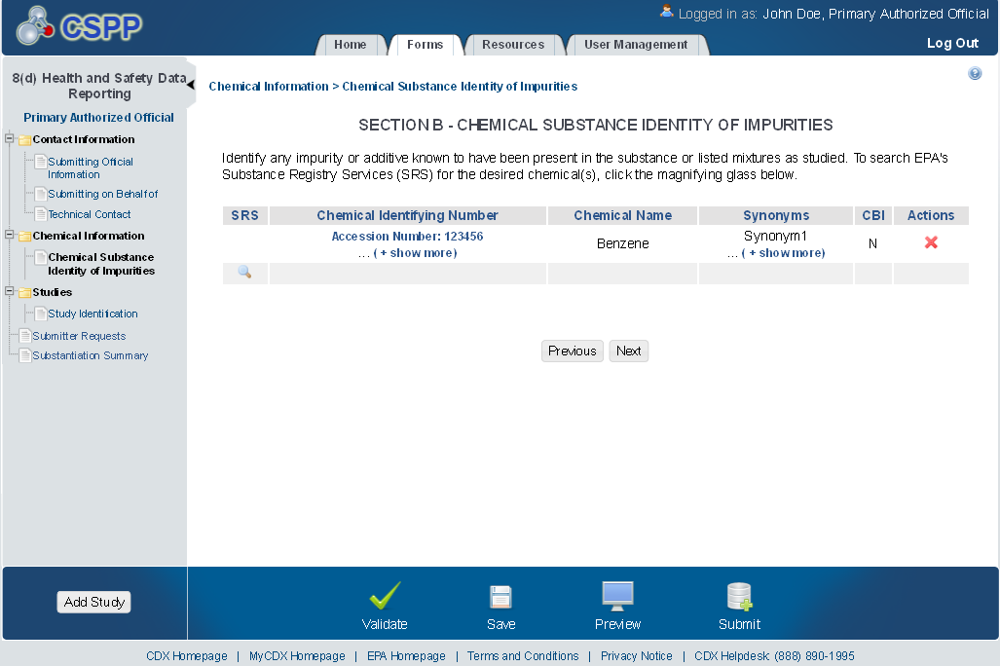 CSPP
Logged in as: John Doe, Primary Authorized Official
Home
Forms
Resources
User Management
Log Out
8(d) Health and Safety Data
Reporting
Primary Authorized Official
Contact Information
Submitting Official
Information
Submitting on Behalf of
Technical Contact
Chemical Information
Chemical Substance
Identity of Impurities
Studies
Study Identification
Submitter Requests
Substantiation Summary
Chemical Information > Chemical Substance Identity of Impurities
SECTION B - CHEMICAL SUBSTANCE IDENTITY OF IMPURITIES
Identify any impurity or additive known to have been present in the substance or listed mixtures as studied. To search EPA's
Substance Registry Services (SRS) for the desired chemical(s), click the magnifying glass below.
SRS Chemical Identifying Number Chemical Name Synonyms CBI Actions
Accession Number: 123456
... ( + show more)
Benzene
Synonym1
... ( + show more)
N
Previous Next
Add Study
Validate
Save
Preview
Submit
CDX Homepage | MyCDX Homepage | EPA Homepage | Terms and Conditions | Privacy Notice | CDX Helpdesk: (888) 890-1995